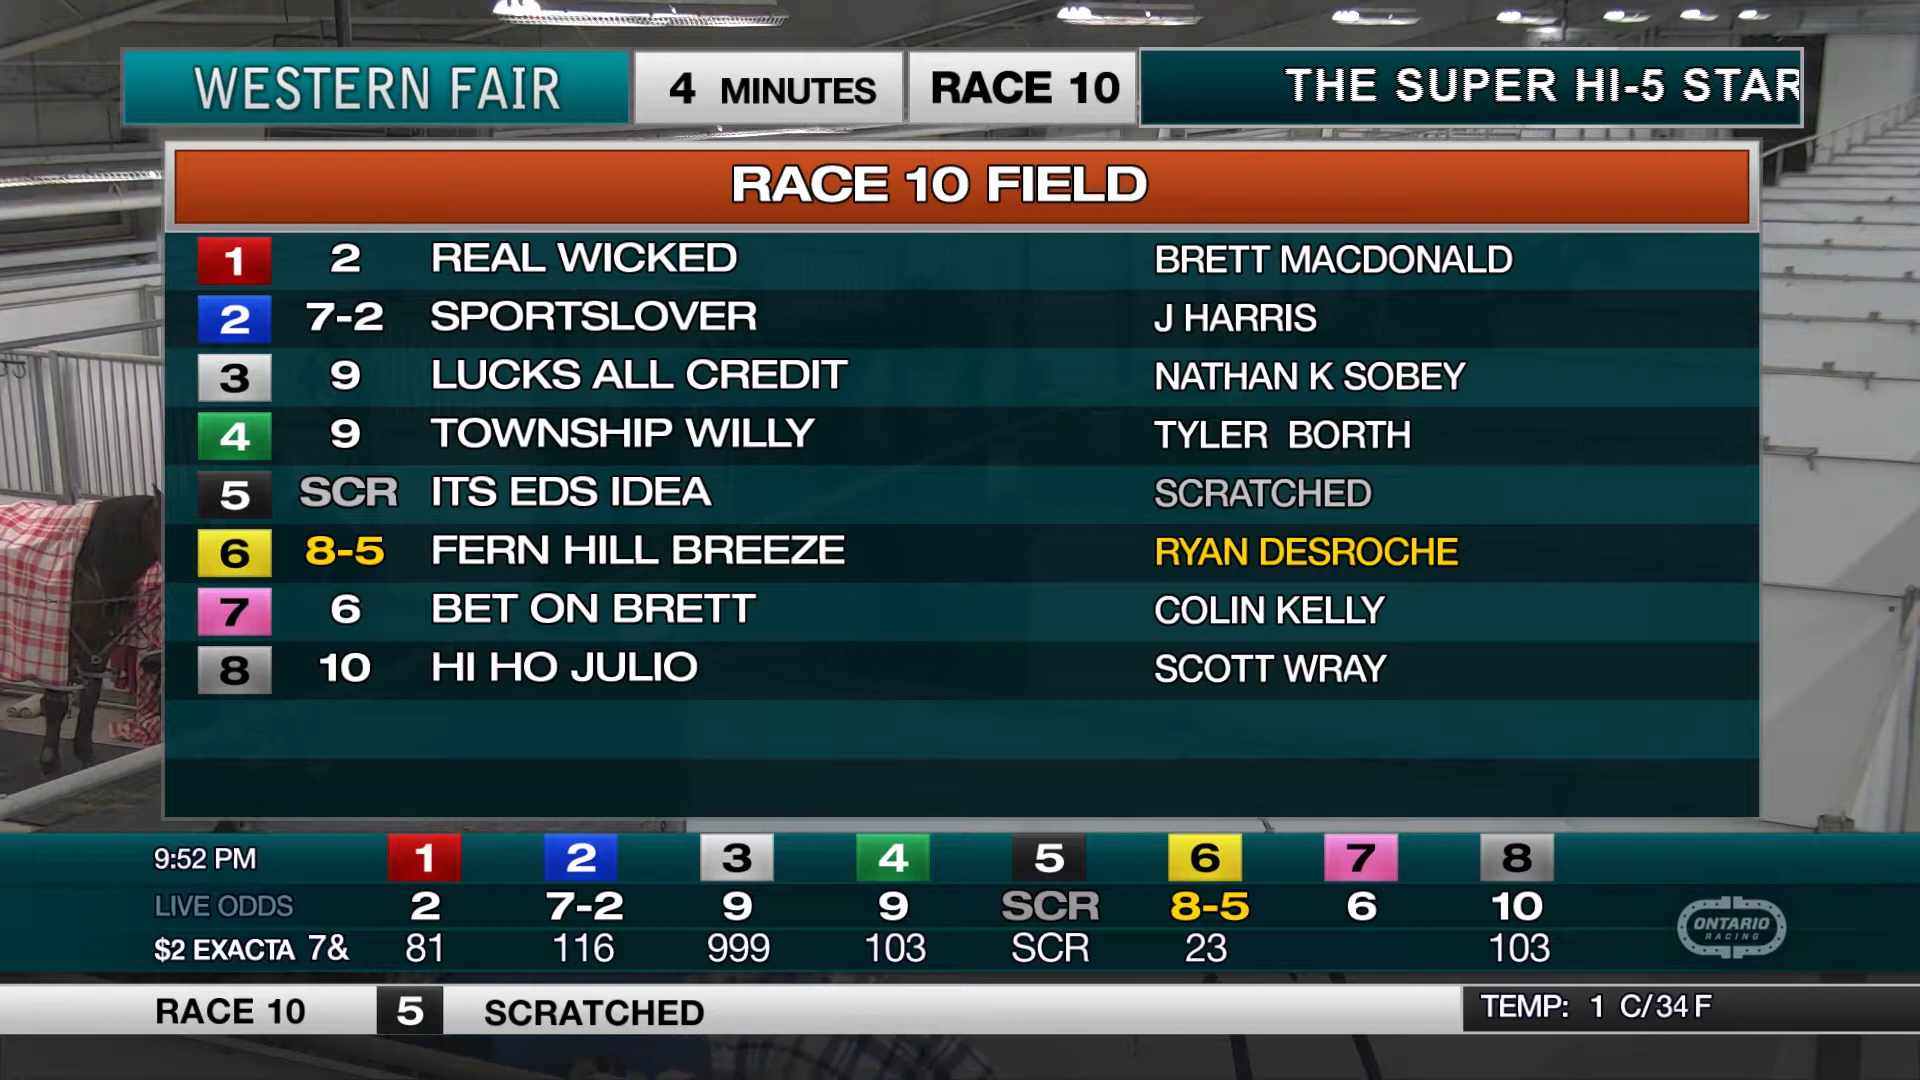 WESTERN FAIR 4 MINUTES RACE 10 THE SUPER HI-5 STAR
RACE 10 FIELD
1 2 REAL WICKED BRETT MACDONALD
2 7-2 SPORTSLOVER J HARRIS
3 9 LUCKS ALL CREDIT NATHAN K SOBEY
4 9 TOWNSHIP WILLY TYLER BORTH
5 SCR ITS EDS IDEA SCRATCHED
6 8-5 FERN HILL BREEZE RYAN DESROCHE
7 6 BET ON BRETT COLIN KELLY
8 10 HI HO JULIO SCOTT WRAY
9:52 PM 1 2 3 4 5 6 7 8
LIVE ODDS 2 7-2 9 9 SCR 8-5 6 10
$2 EXACTA 7& 81 116 999 103 SCR 23 103
ONTARIO
RACING
RACE 10 5 SCRATCHED TEMP: 1 C/34 F